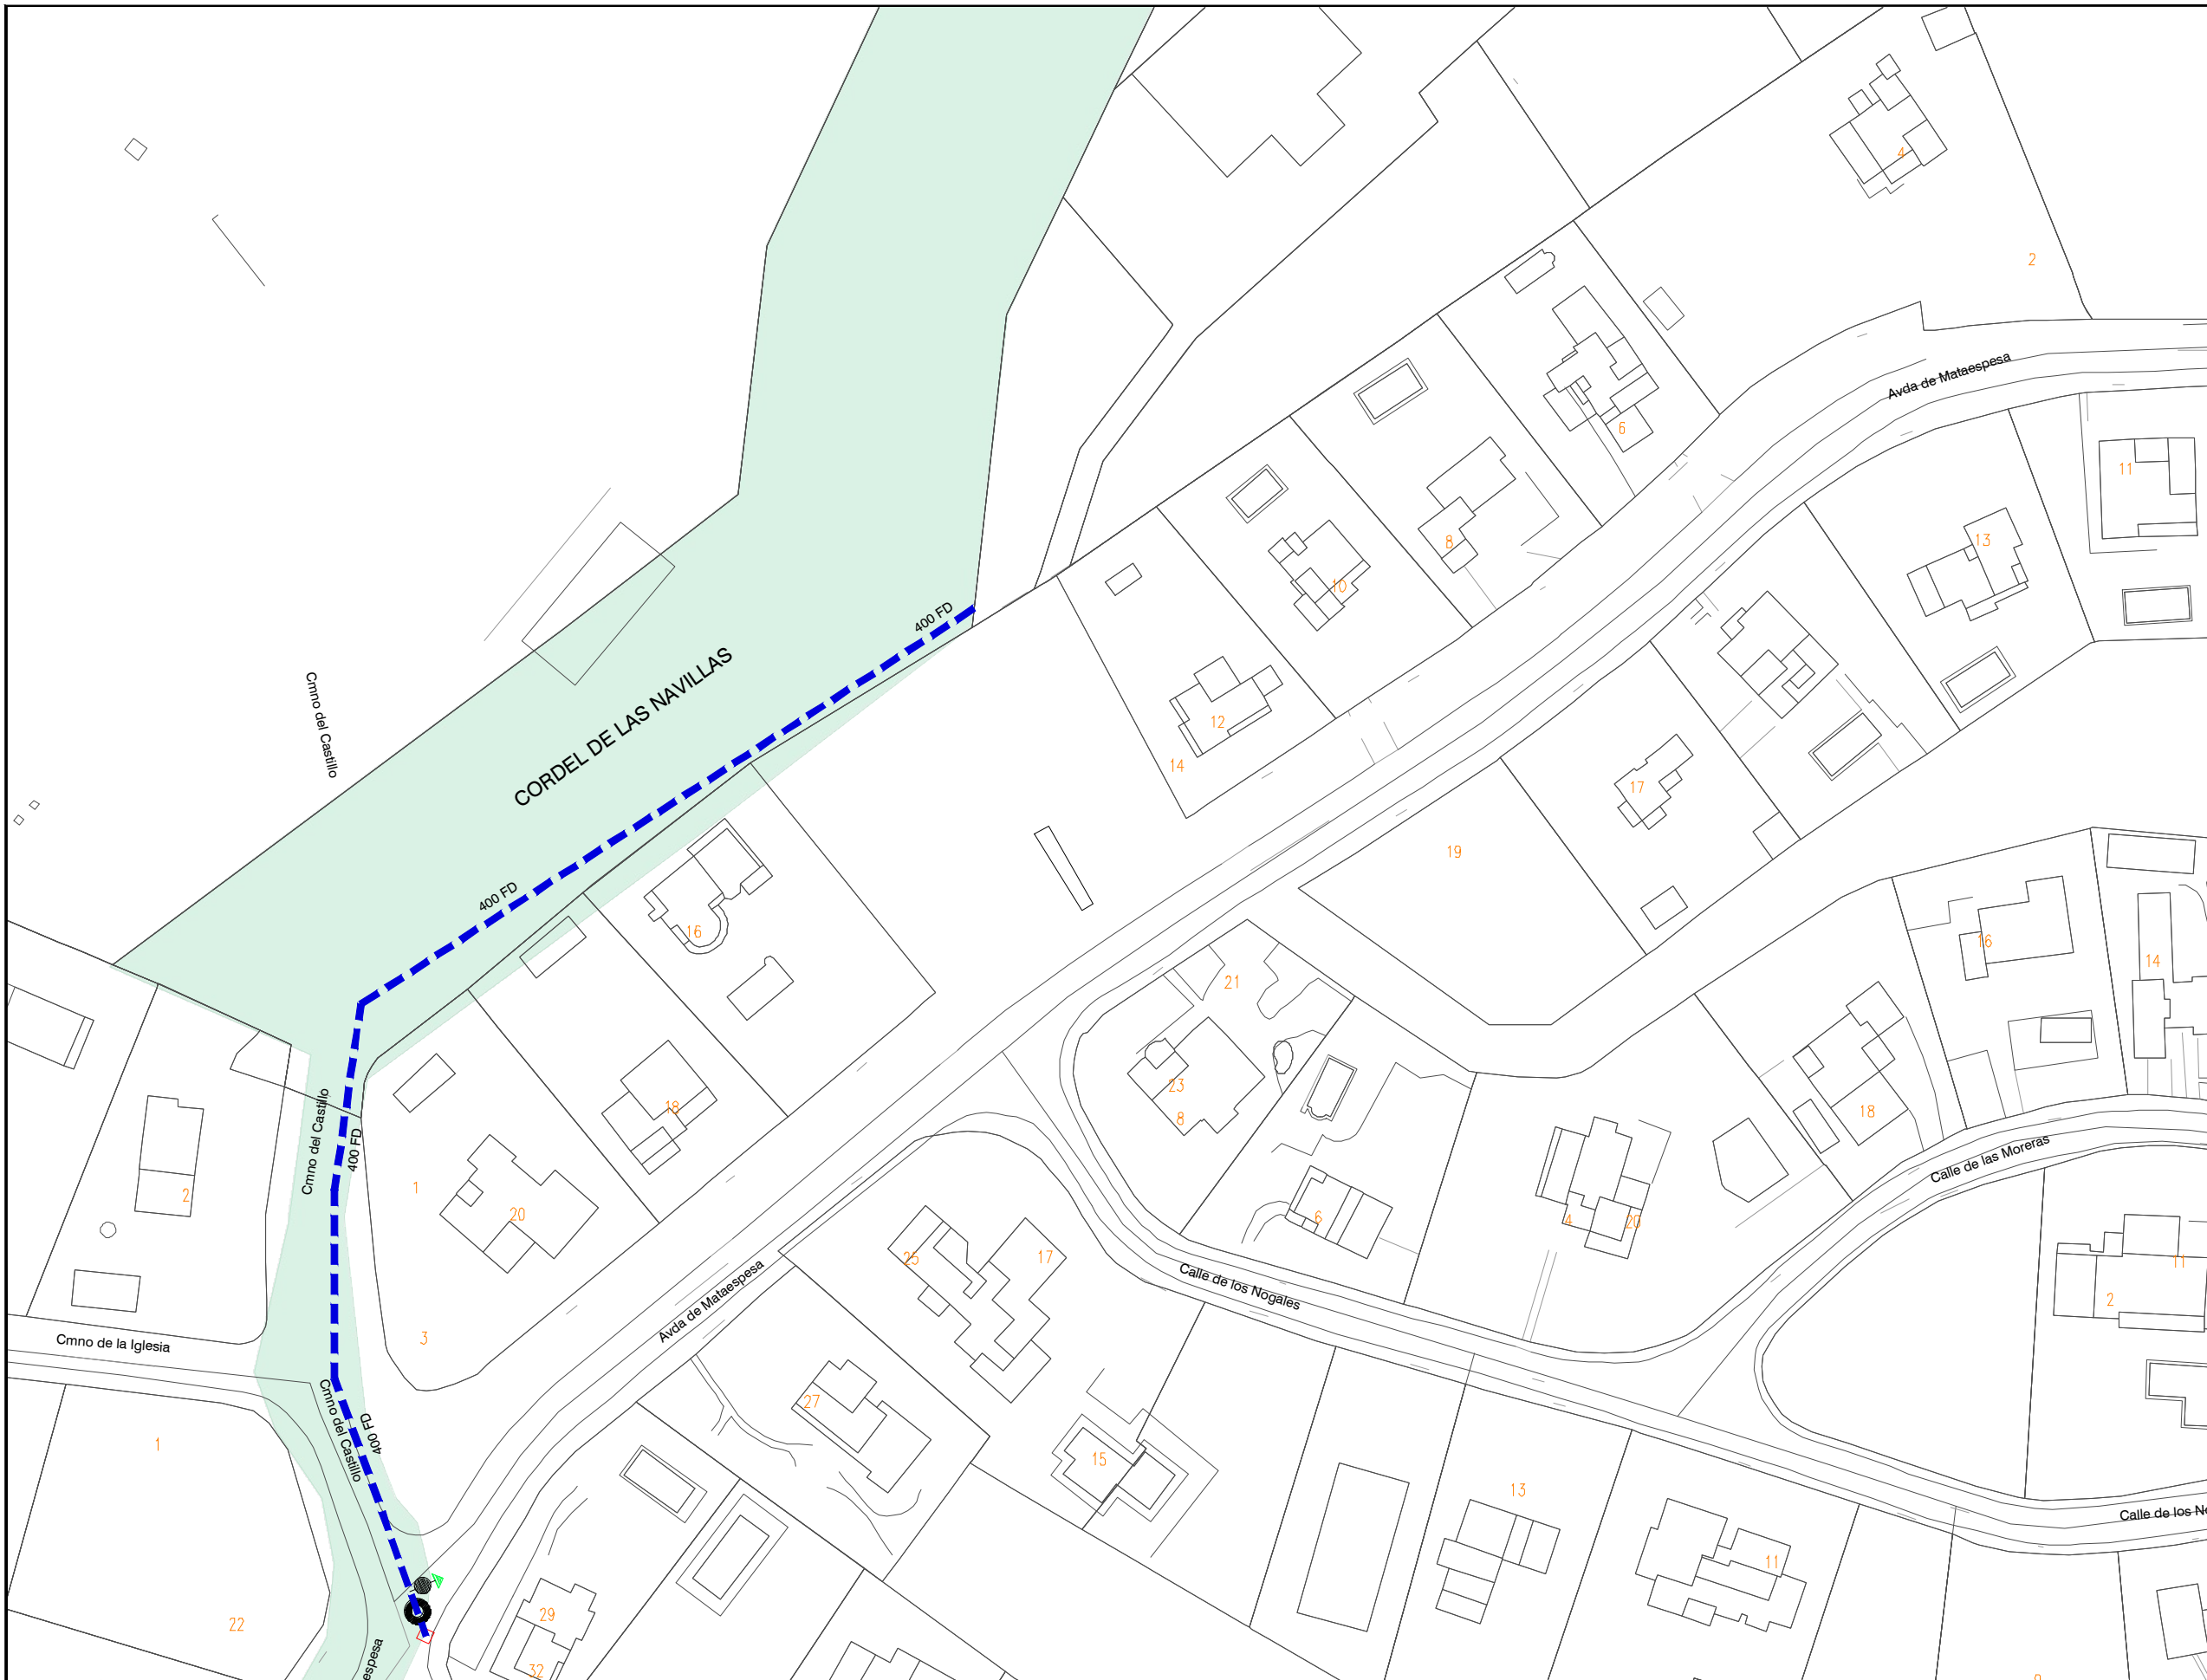 4
2
Avda de Mataespesa
6
11
8
13
10
400 FD
CORDEL DE LAS NAVILLAS
Cmno del Castillo
12
14
17
19
400 FD
16
16
14
21
23
8
18
18
Cmno del Castillo
400 FD
Calle de las Moreras
1
2
20
6
4
20
25
17
11
2
Calle de los Nogales
Avda de Mataespesa
3
Cmno de la Iglesia
27
Cmno del Castillo
400 FD
1
15
13
Calle de los N
11
29
22
32
espesa